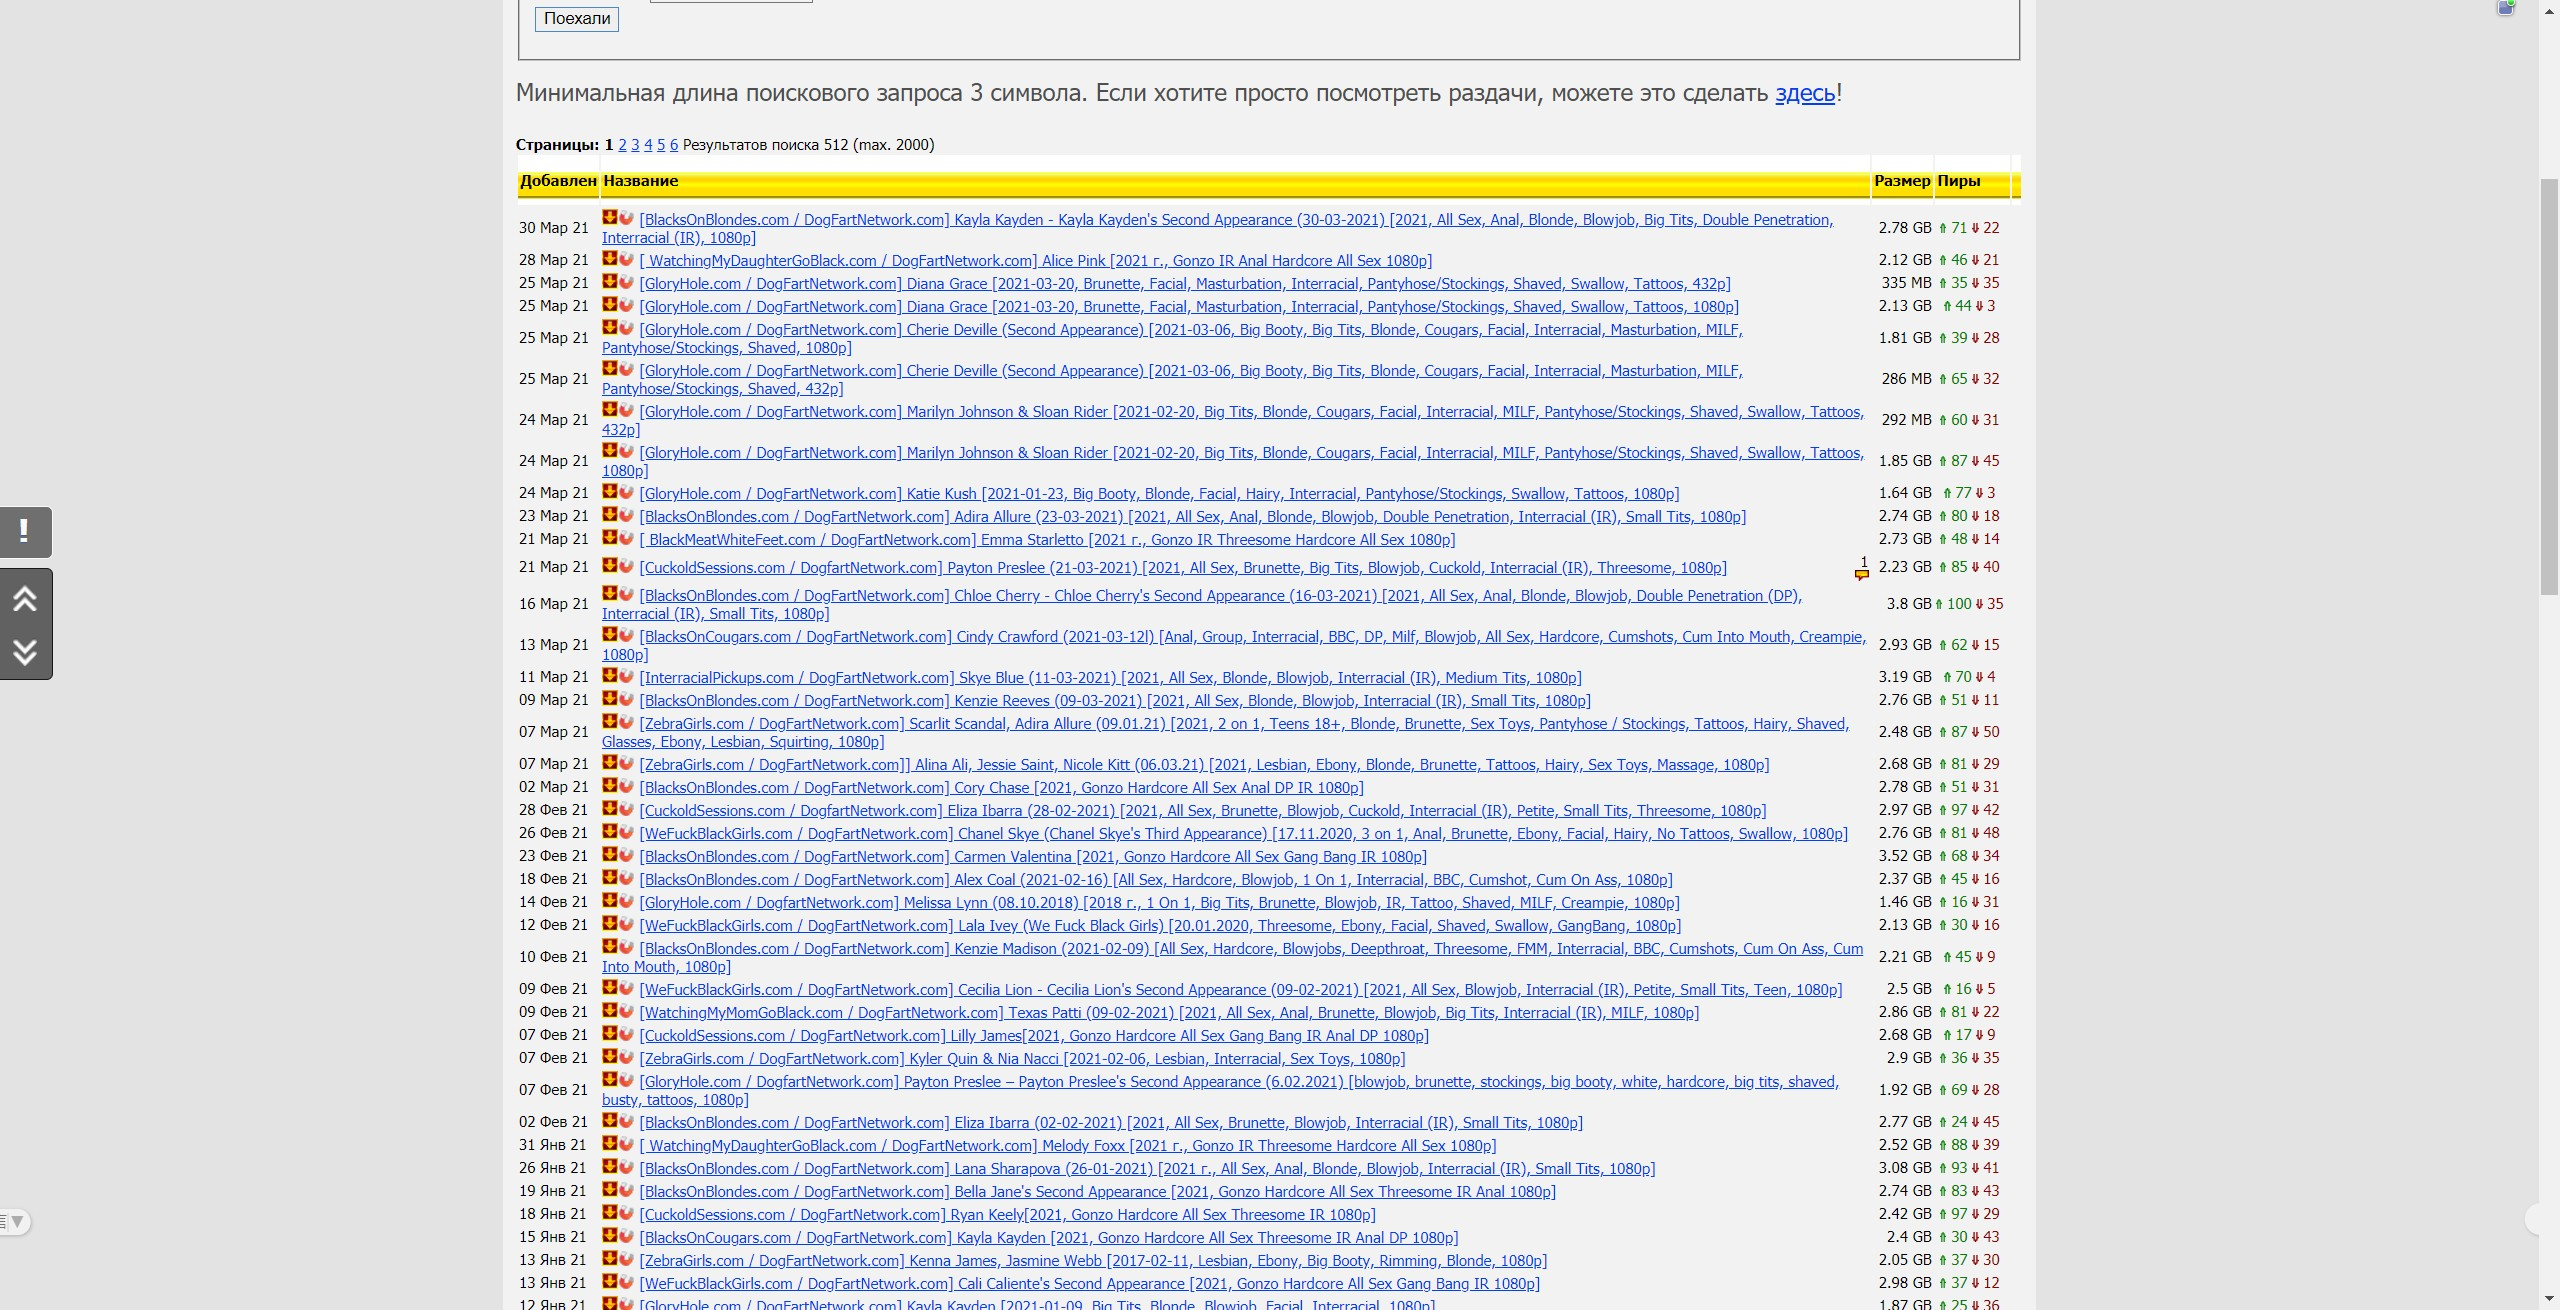 Поехали
Минимальная длина поискового запроса 3 символа. Если хотите просто посмотреть раздачи, можете это сделать здесь!
Страницы: 1 2 3 4 5 6 Результатов поиска 512 (max. 2000)
Добавлен Название Размер Пиры
30 Мар 21 [BlacksOnBlondes.com / DogFartNetwork.com] Kayla Kayden - Kayla Kayden's Second Appearance (30-03-2021) [2021, All Sex, Anal, Blonde, Blowjob, Big Tits, Double Penetration, 2.78 GB 71 22
Interracial (IR), 1080p]
28 Мар 21 [ WatchingMyDaughterGoBlack.com / DogFartNetwork.com] Alice Pink [2021 г., Gonzo IR Anal Hardcore All Sex 1080p] 2.12 GB 46 21
25 Мар 21 [GloryHole.com / DogFartNetwork.com] Diana Grace [2021-03-20, Brunette, Facial, Masturbation, Interracial, Pantyhose/Stockings, Shaved, Swallow, Tattoos, 432p] 335 MB 35 35
25 Мар 21 [GloryHole.com / DogFartNetwork.com] Diana Grace [2021-03-20, Brunette, Facial, Masturbation, Interracial, Pantyhose/Stockings, Shaved, Swallow, Tattoos, 1080p] 2.13 GB 44 3
25 Мар 21 [GloryHole.com / DogFartNetwork.com] Cherie Deville (Second Appearance) [2021-03-06, Big Booty, Big Tits, Blonde, Cougars, Facial, Interracial, Masturbation, MILF, 1.81 GB 39 28
Pantyhose/Stockings, Shaved, 1080p]
25 Мар 21 [GloryHole.com / DogFartNetwork.com] Cherie Deville (Second Appearance) [2021-03-06, Big Booty, Big Tits, Blonde, Cougars, Facial, Interracial, Masturbation, MILF, 286 MB 65 32
Pantyhose/Stockings, Shaved, 432p]
24 Мар 21 [GloryHole.com / DogFartNetwork.com] Marilyn Johnson & Sloan Rider [2021-02-20, Big Tits, Blonde, Cougars, Facial, Interracial, MILF, Pantyhose/Stockings, Shaved, Swallow, Tattoos, 292 MB 60 31
432p]
24 Мар 21 [GloryHole.com / DogFartNetwork.com] Marilyn Johnson & Sloan Rider [2021-02-20, Big Tits, Blonde, Cougars, Facial, Interracial, MILF, Pantyhose/Stockings, Shaved, Swallow, Tattoos, 1.85 GB 87 45
1080p]
24 Мар 21 [GloryHole.com / DogFartNetwork.com] Katie Kush [2021-01-23, Big Booty, Blonde, Facial, Hairy, Interracial, Pantyhose/Stockings, Swallow, Tattoos, 1080p] 1.64 GB 77 3
23 Мар 21 [BlacksOnBlondes.com / DogFartNetwork.com] Adira Allure (23-03-2021) [2021, All Sex, Anal, Blonde, Blowjob, Double Penetration, Interracial (IR), Small Tits, 1080p] 2.74 GB 80 18
21 Мар 21 [ BlackMeatWhiteFeet.com / DogFartNetwork.com] Emma Starletto [2021 г., Gonzo IR Threesome Hardcore All Sex 1080p] 2.73 GB 48 14
21 Мар 21 [CuckoldSessions.com / DogfartNetwork.com] Payton Preslee (21-03-2021) [2021, All Sex, Brunette, Big Tits, Blowjob, Cuckold, Interracial (IR), Threesome, 1080p] 1 2.23 GB 85 40
16 Мар 21 [BlacksOnBlondes.com / DogFartNetwork.com] Chloe Cherry - Chloe Cherry's Second Appearance (16-03-2021) [2021, All Sex, Anal, Blonde, Blowjob, Double Penetration (DP), 3.8 GB 100 35
Interracial (IR), Small Tits, 1080p]
13 Мар 21 [BlacksOnCougars.com / DogFartNetwork.com] Cindy Crawford (2021-03-12l) [Anal, Group, Interracial, BBC, DP, Milf, Blowjob, All Sex, Hardcore, Cumshots, Cum Into Mouth, Creampie, 2.93 GB 62 15
1080p]
11 Мар 21 [InterracialPickups.com / DogFartNetwork.com] Skye Blue (11-03-2021) [2021, All Sex, Blonde, Blowjob, Interracial (IR), Medium Tits, 1080p] 3.19 GB 70 4
09 Мар 21 [BlacksOnBlondes.com / DogFartNetwork.com] Kenzie Reeves (09-03-2021) [2021, All Sex, Blonde, Blowjob, Interracial (IR), Small Tits, 1080p] 2.76 GB 51 11
07 Мар 21 [ZebraGirls.com / DogFartNetwork.com] Scarlit Scandal, Adira Allure (09.01.21) [2021, 2 on 1, Teens 18+, Blonde, Brunette, Sex Toys, Pantyhose / Stockings, Tattoos, Hairy, Shaved, 2.48 GB 87 50
Glasses, Ebony, Lesbian, Squirting, 1080p]
07 Мар 21 [ZebraGirls.com / DogFartNetwork.com]] Alina Ali, Jessie Saint, Nicole Kitt (06.03.21) [2021, Lesbian, Ebony, Blonde, Brunette, Tattoos, Hairy, Sex Toys, Massage, 1080p] 2.68 GB 81 29
02 Мар 21 [BlacksOnBlondes.com / DogFartNetwork.com] Cory Chase [2021, Gonzo Hardcore All Sex Anal DP IR 1080p] 2.78 GB 51 31
28 Фев 21 [CuckoldSessions.com / DogfartNetwork.com] Eliza Ibarra (28-02-2021) [2021, All Sex, Brunette, Blowjob, Cuckold, Interracial (IR), Petite, Small Tits, Threesome, 1080p] 2.97 GB 97 42
26 Фев 21 [WeFuckBlackGirls.com / DogFartNetwork.com] Chanel Skye (Chanel Skye's Third Appearance) [17.11.2020, 3 on 1, Anal, Brunette, Ebony, Facial, Hairy, No Tattoos, Swallow, 1080p] 2.76 GB 81 48
23 Фев 21 [BlacksOnBlondes.com / DogFartNetwork.com] Carmen Valentina [2021, Gonzo Hardcore All Sex Gang Bang IR 1080p] 3.52 GB 68 34
18 Фев 21 [BlacksOnBlondes.com / DogFartNetwork.com] Alex Coal (2021-02-16) [All Sex, Hardcore, Blowjob, 1 On 1, Interracial, BBC, Cumshot, Cum On Ass, 1080p] 2.37 GB 45 16
14 Фев 21 [GloryHole.com / DogfartNetwork.com] Melissa Lynn (08.10.2018) [2018 г., 1 On 1, Big Tits, Brunette, Blowjob, IR, Tattoo, Shaved, MILF, Creampie, 1080p] 1.46 GB 16 31
12 Фев 21 [WeFuckBlackGirls.com / DogFartNetwork.com] Lala Ivey (We Fuck Black Girls) [20.01.2020, Threesome, Ebony, Facial, Shaved, Swallow, GangBang, 1080p] 2.13 GB 30 16
10 Фев 21 [BlacksOnBlondes.com / DogFartNetwork.com] Kenzie Madison (2021-02-09) [All Sex, Hardcore, Blowjobs, Deepthroat, Threesome, FMM, Interracial, BBC, Cumshots, Cum On Ass, Cum 2.21 GB 45 9
Into Mouth, 1080p]
09 Фев 21 [WeFuckBlackGirls.com / DogFartNetwork.com] Cecilia Lion - Cecilia Lion's Second Appearance (09-02-2021) [2021, All Sex, Blowjob, Interracial (IR), Petite, Small Tits, Teen, 1080p] 2.5 GB 16 5
09 Фев 21 [WatchingMyMomGoBlack.com / DogFartNetwork.com] Texas Patti (09-02-2021) [2021, All Sex, Anal, Brunette, Blowjob, Big Tits, Interracial (IR), MILF, 1080p] 2.86 GB 81 22
07 Фев 21 [CuckoldSessions.com / DogFartNetwork.com] Lilly James[2021, Gonzo Hardcore All Sex Gang Bang IR Anal DP 1080p] 2.68 GB 17 9
07 Фев 21 [ZebraGirls.com / DogFartNetwork.com] Kyler Quin & Nia Nacci [2021-02-06, Lesbian, Interracial, Sex Toys, 1080p] 2.9 GB 36 35
07 Фев 21 [GloryHole.com / DogfartNetwork.com] Payton Preslee – Payton Preslee's Second Appearance (6.02.2021) [blowjob, brunette, stockings, big booty, white, hardcore, big tits, shaved, 1.92 GB 69 28
busty, tattoos, 1080p]
02 Фев 21 [BlacksOnBlondes.com / DogFartNetwork.com] Eliza Ibarra (02-02-2021) [2021, All Sex, Brunette, Blowjob, Interracial (IR), Small Tits, 1080p] 2.77 GB 24 45
31 Янв 21 [ WatchingMyDaughterGoBlack.com / DogFartNetwork.com] Melody Foxx [2021 г., Gonzo IR Threesome Hardcore All Sex 1080p] 2.52 GB 88 39
26 Янв 21 [BlacksOnBlondes.com / DogFartNetwork.com] Lana Sharapova (26-01-2021) [2021 г., All Sex, Anal, Blonde, Blowjob, Interracial (IR), Small Tits, 1080p] 3.08 GB 93 41
19 Янв 21 [BlacksOnBlondes.com / DogFartNetwork.com] Bella Jane's Second Appearance [2021, Gonzo Hardcore All Sex Threesome IR Anal 1080p] 2.74 GB 83 43
18 Янв 21 [CuckoldSessions.com / DogFartNetwork.com] Ryan Keely[2021, Gonzo Hardcore All Sex Threesome IR 1080p] 2.42 GB 97 29
15 Янв 21 [BlacksOnCougars.com / DogFartNetwork.com] Kayla Kayden [2021, Gonzo Hardcore All Sex Threesome IR Anal DP 1080p] 2.4 GB 30 43
13 Янв 21 [ZebraGirls.com / DogFartNetwork.com] Kenna James, Jasmine Webb [2017-02-11, Lesbian, Ebony, Big Booty, Rimming, Blonde, 1080p] 2.05 GB 37 30
13 Янв 21 [WeFuckBlackGirls.com / DogFartNetwork.com] Cali Caliente's Second Appearance [2021, Gonzo Hardcore All Sex Gang Bang IR 1080p] 2.98 GB 37 12
12 Янв 21 [GloryHole.com / DogFartNetwork.com] Kayla Kayden [2021-01-09, Big Tits, Blonde, Blowjob, Facial, Interracial, 1080p] 1.87 GB 25 36